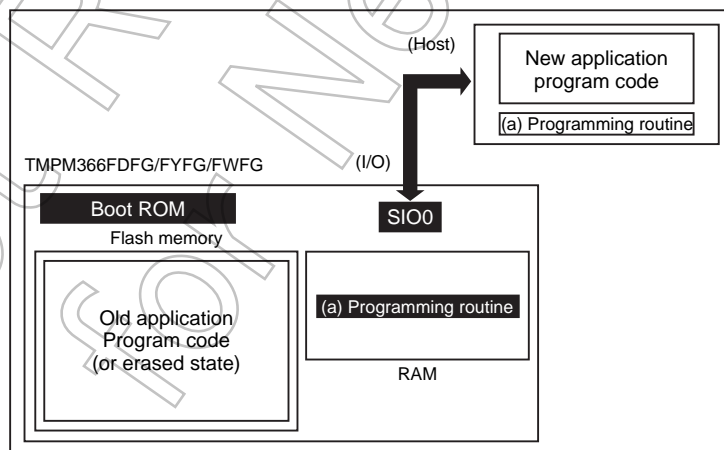 (Host)
New application
program code
(a) Programming routine
TMPM366FDFG/FYFG/FWFG
(I/O)
Boot ROM
SIO0
Flash memory
Old application
Program code
(or erased state)
(a) Programming routine
RAM